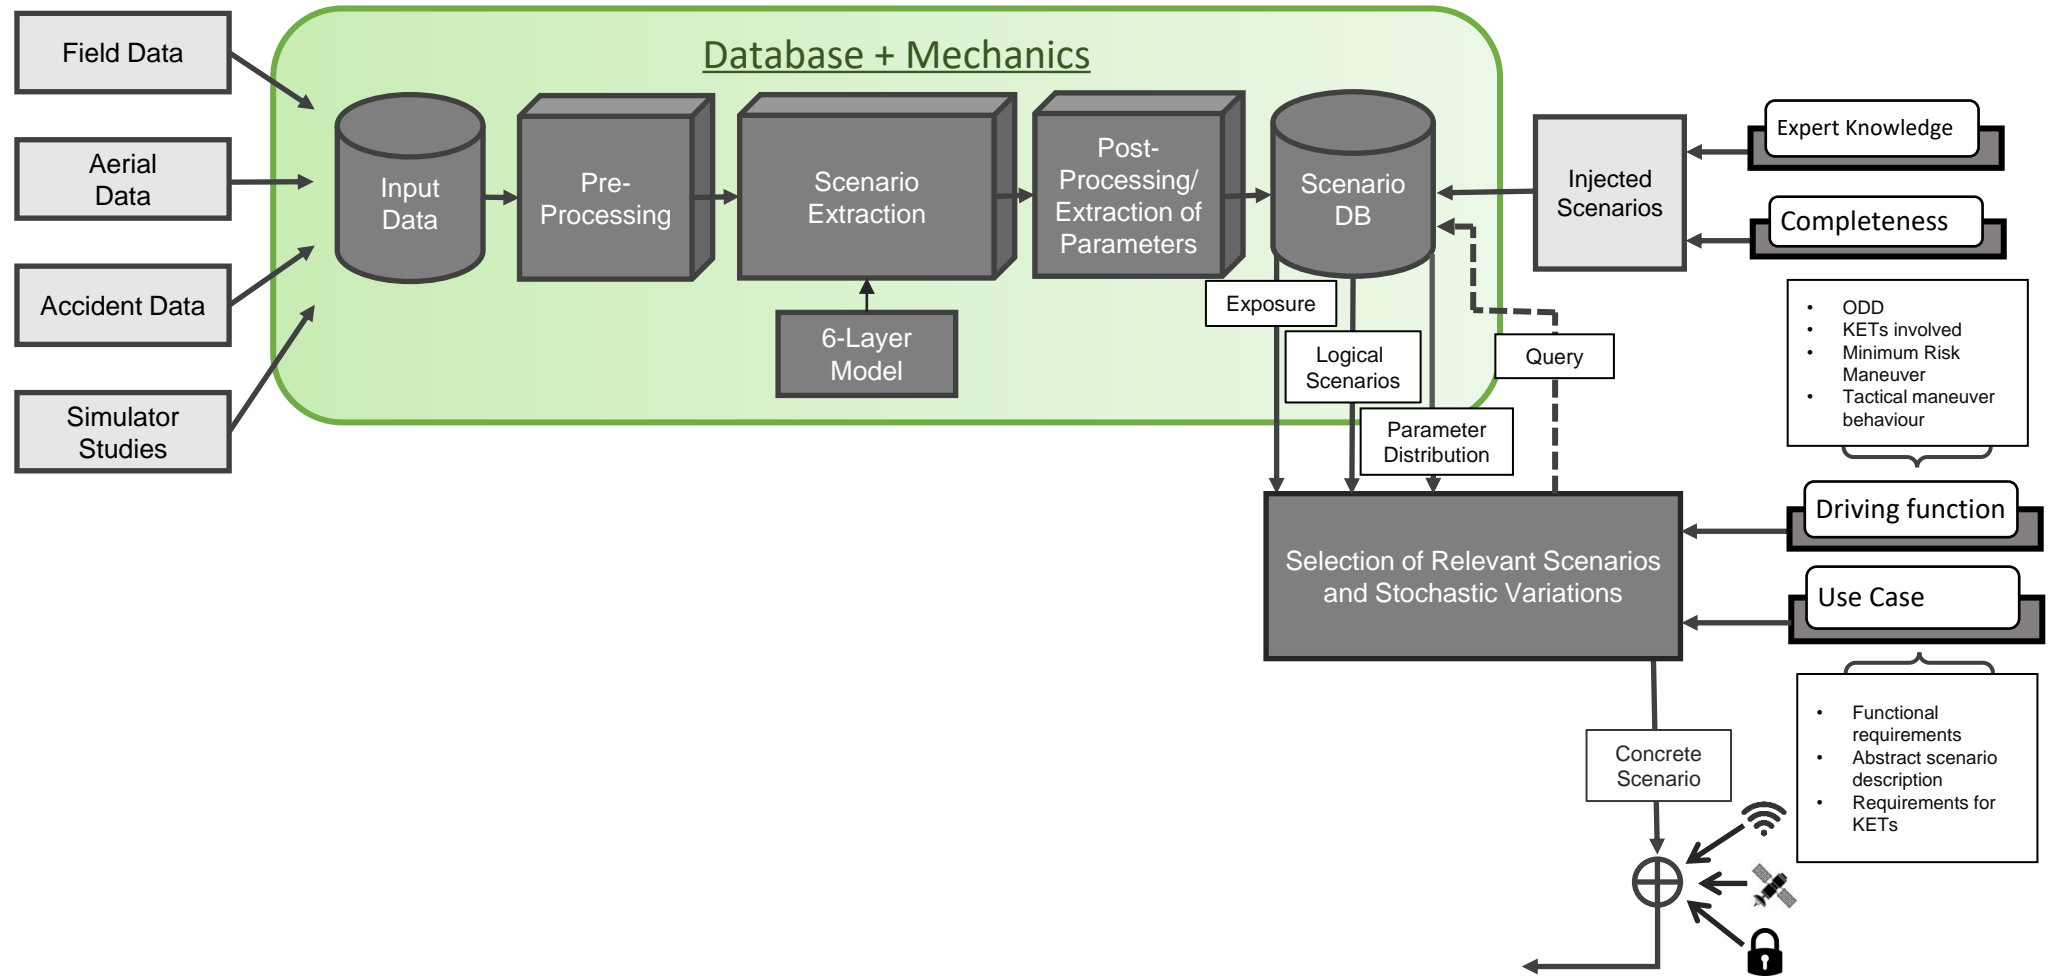 Database + Mechanics
Field Data
Aerial
Data
Accident Data
Simulator
Studies
Input
Data
Pre-
Processing
Scenario
Extraction
6-Layer
Model
Post-
Processing/
Extraction of
Parameters
Scenario
DB
Injected
Scenarios
Expert Knowledge
Completeness
Exposure
Logical
Scenarios
Parameter
Distribution
Query
• ODD
• KETs involved
• Minimum Risk
Maneuver
• Tactical maneuver
behaviour
Driving function
Use Case
Selection of Relevant Scenarios
and Stochastic Variations
• Functional
requirements
• Abstract scenario
description
• Requirements for
KETs
Concrete
Scenario